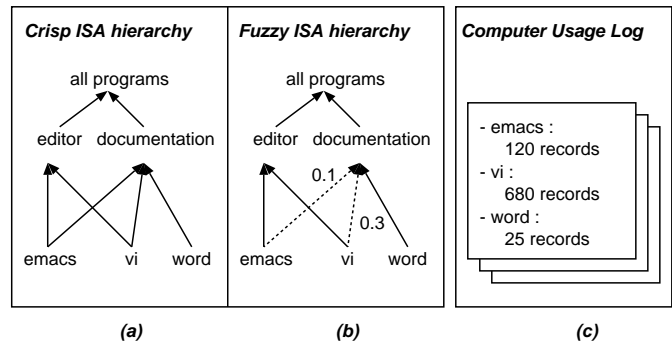 Crisp ISA hierarchy
all programs
editor documentation
emacs vi word
(a)
Fuzzy ISA hierarchy
all programs
editor documentation
0.1
0.3
emacs vi word
(b)
Computer Usage Log
- emacs :
120 records
- vi :
680 records
- word :
25 records
(c)